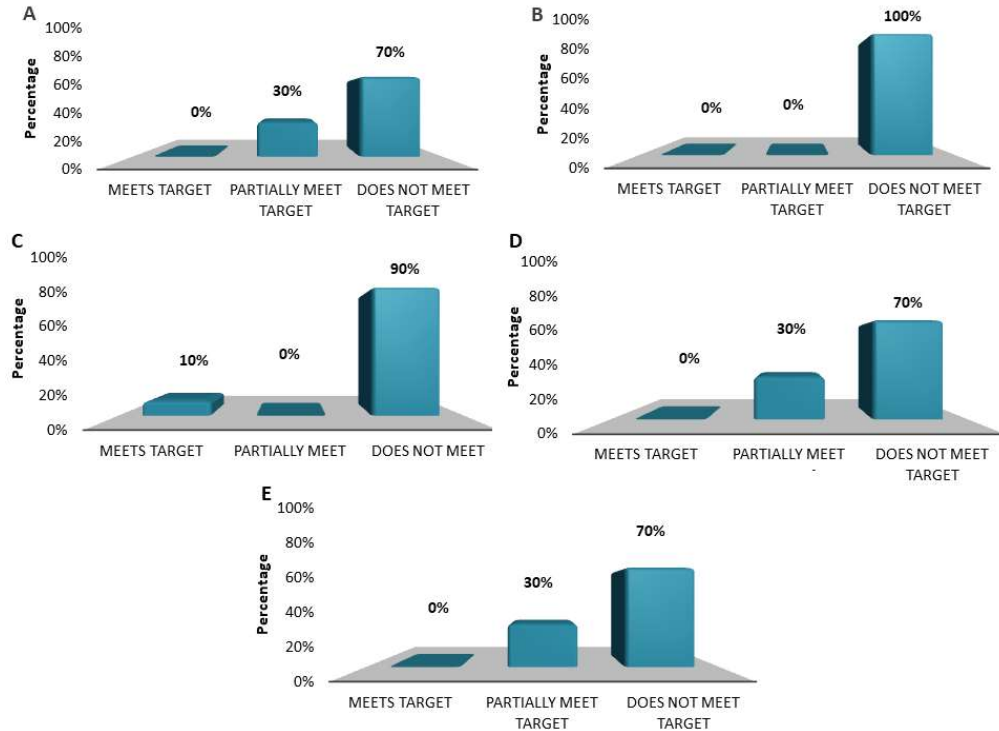 A
Percentage
100%
80%
60%
40%
20%
0%
0%
30%
70%
MEETS TARGET
PARTIALLY MEET
TARGET
DOES NOT MEET
TARGET
B
Percentage
100%
80%
60%
40%
20%
0%
0%
0%
100%
MEETS TARGET
PARTIALLY MEET
TARGET
DOES NOT MEET
TARGET
C
Percentage
100%
80%
60%
40%
20%
0%
10%
0%
90%
MEETS TARGET
PARTIALLY MEET
DOES NOT MEET
D
Percentage
100%
80%
60%
40%
20%
0%
0%
30%
70%
MEETS TARGET
PARTIALLY MEET
DOES NOT MEET
TARGET
E
Percentage
100%
80%
60%
40%
20%
0%
0%
30%
70%
MEETS TARGET
PARTIALLY MEET
TARGET
DOES NOT MEET
TARGET